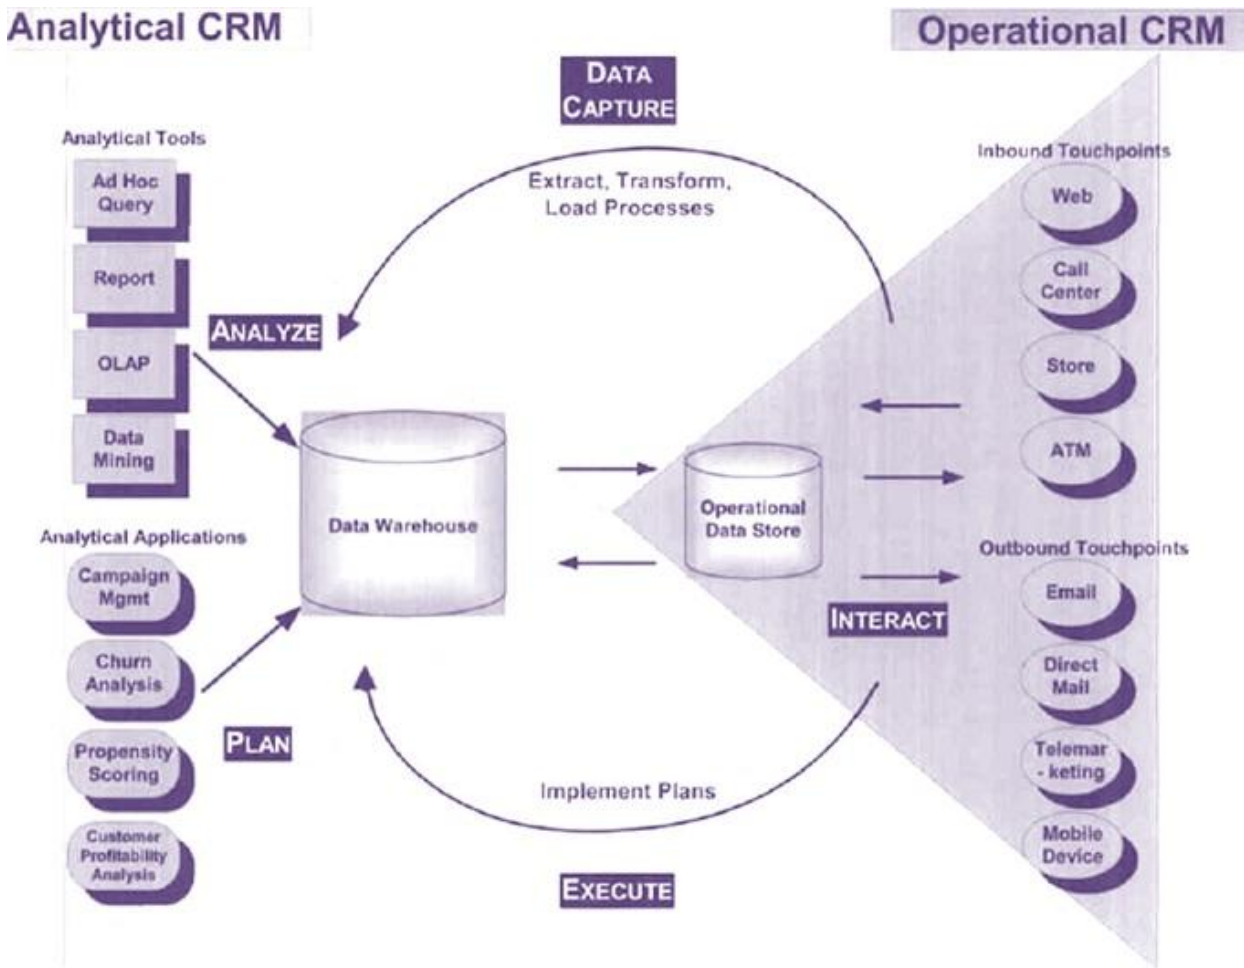 Analytical CRM
Operational CRM
DATA
CAPTURE
Extract, Transform,
Load Processes
Analytical Tools
Ad Hoc
Query
Report
OLAP
Data
Mining
ANALYZE
Analytical Applications
Campaign
Mgmt
Churn
Analysis
Propensity
Scoring
Customer
Profitability
Analysis
PLAN
Data Warehouse
Operational
Data Store
INTERACT
Implement Plans
EXECUTE
Inbound Touchpoints
Web
Call
Center
Store
ATM
Outbound Touchpoints
Email
Direct
Mail
Telemar
- keting
Mobile
Device